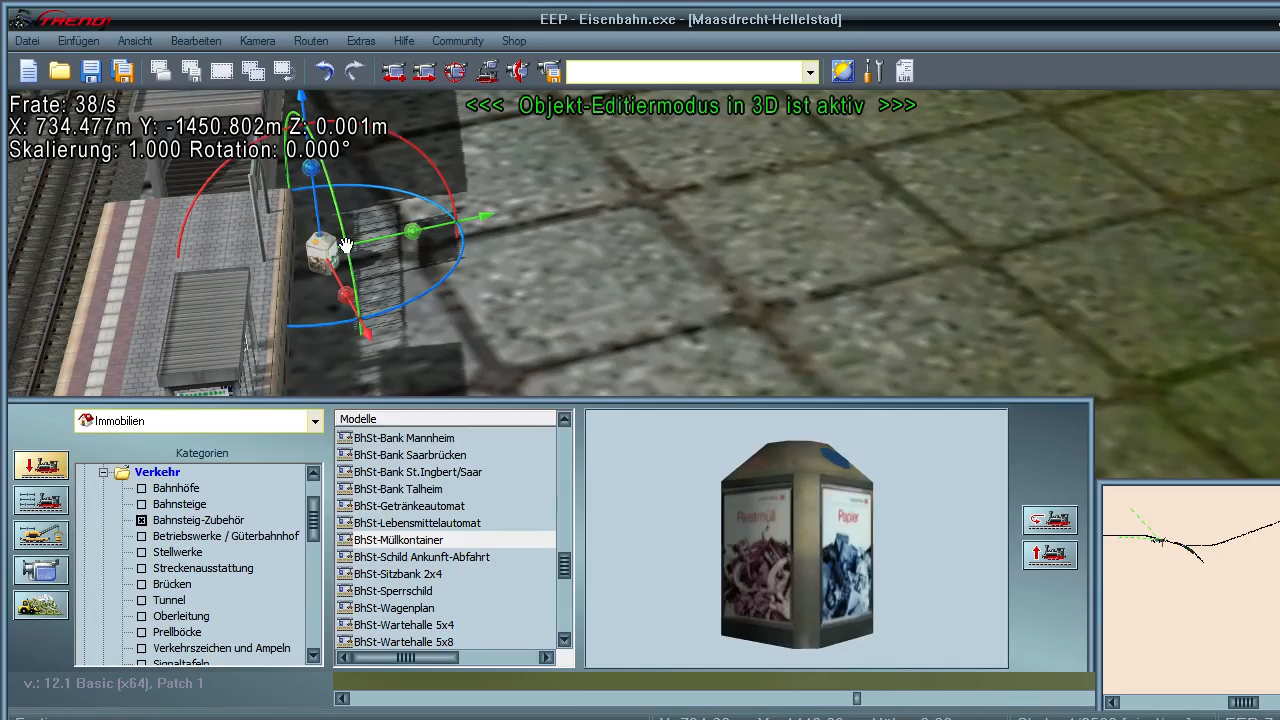 TREND
EEP - Eisenbahn.exe - [Maasdrecht-Hellelstad]
Datei Einfügen Ansicht Bearbeiten Kamera Routen Extras Hilfe Community Shop
LUA
Frate: 38/s
<<< Objekt-Editiermodus in 3D ist aktiv >>>
X: 734.477m Y: -1450.802m Z: 0.001m
Skalierung: 1.000 Rotation: 0.000°
Immobilien
Kategorien
Verkehr
Bahnhöfe
Bahnsteige
Bahnsteig-Zubehör
Betriebswerke / Güterbahnhof
Stellwerke
Streckenausstattung
Brücken
Tunnel
Oberleitung
Prellböcke
Verkehrszeichen und Ampeln
Signaltafeln
Modelle
BhSt-Bank Mannheim
BhSt-Bank Saarbrücken
BhSt-Bank St.Ingbert/Saar
BhSt-Bank Talheim
BhSt-Getränkeautomat
BhSt-Lebensmittelautomat
BhSt-Müllkontainer
BhSt-Schild Ankunft-Abfahrt
BhSt-Sitzbank 2x4
BhSt-Sperrschild
BhSt-Wagenplan
BhSt-Wartehalle 5x4
BhSt-Wartehalle 5x8
Restmüll
Papier
v.: 12.1 Basic [x64], Patch 1